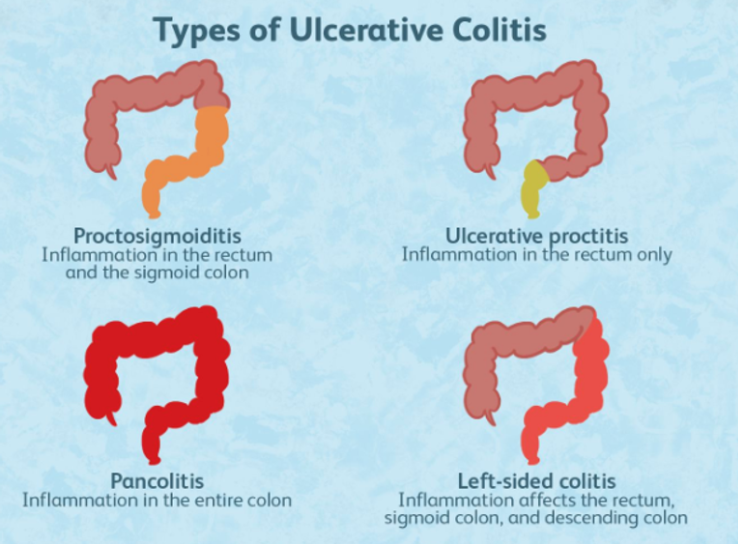 Types of Ulcerative Colitis
Proctosigmoiditis
Inflammation in the rectum
and the sigmoid colon
Ulcerative proctitis
Inflammation in the rectum only
Pancolitis
Inflammation in the entire colon
Left-sided colitis
Inflammation affects the rectum,
sigmoid colon, and descending colon